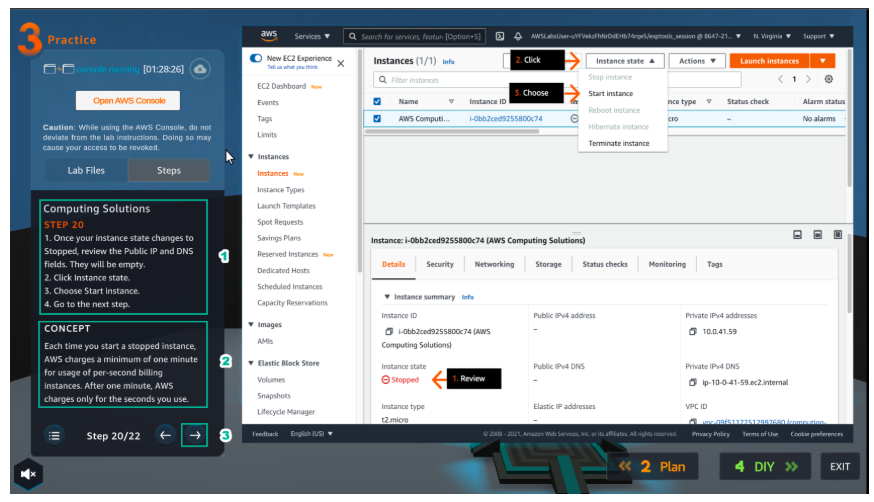 3 Practice
console running [01:28:26]
Open AWS Console
Caution: While using the AWS Console, do not
deviate from the lab instructions. Doing so may
cause your access to be revoked.
Lab Files Steps
Computing Solutions
STEP 20
1. Once your instance state changes to
Stopped, review the Public IP and DNS
fields. They will be empty.
2. Click Instance state.
3. Choose Start instance.
4. Go to the next step.
1
CONCEPT
Each time you start a stopped instance,
AWS charges a minimum of one minute
for usage of per-second billing
instances. After one minute, AWS
charges only for the seconds you use.
2
Step 20/22
3
aws Services ▼ Search for services, featur [Option+S] N. Virginia ▼ Support ▼
New EC2 Experience
Tell us what you think
X
EC2 Dashboard New
Events
Tags
Limits
▼ Instances
Instances New
Instance Types
Launch Templates
Spot Requests
Savings Plans
Reserved Instances New
Dedicated Hosts
Scheduled Instances
Capacity Reservations
▼ Images
AMIs
▼ Elastic Block Store
Volumes
Snapshots
Lifecycle Manager
Instances (1/1) Info
2. Click
Instance state ▲ Actions ▼ Launch instances ▼
Filter instances
< 1 >
3. Choose
Stop instance
Start instance
Reboot instance
Hibernate instance
Terminate instance
Name Instance ID nce type Status check Alarm status
AWS Computi... i-0bb2ced9255800c74 cro – No alarms
Instance: i-0bb2ced9255800c74 (AWS Computing Solutions)
Details Security Networking Storage Status checks Monitoring Tags
▼ Instance summary Info
Instance ID Public IPv4 address Private IPv4 addresses
i-0bb2ced9255800c74 (AWS – 10.0.41.59
Computing Solutions)
Instance state Public IPv4 DNS Private IPv4 DNS
Stopped 1. Review – ip-10-0-41-59.ec2.internal
Instance type Elastic IP addresses VPC ID
t2.micro – vpc-09f51172512997680 (computing-
Feedback English (US) ▼ © 2008 - 2021, Amazon Web Services, Inc. or its affiliates. All rights reserved. Privacy Policy Terms of Use Cookie preferences
« 2 Plan 4 DIY » EXIT